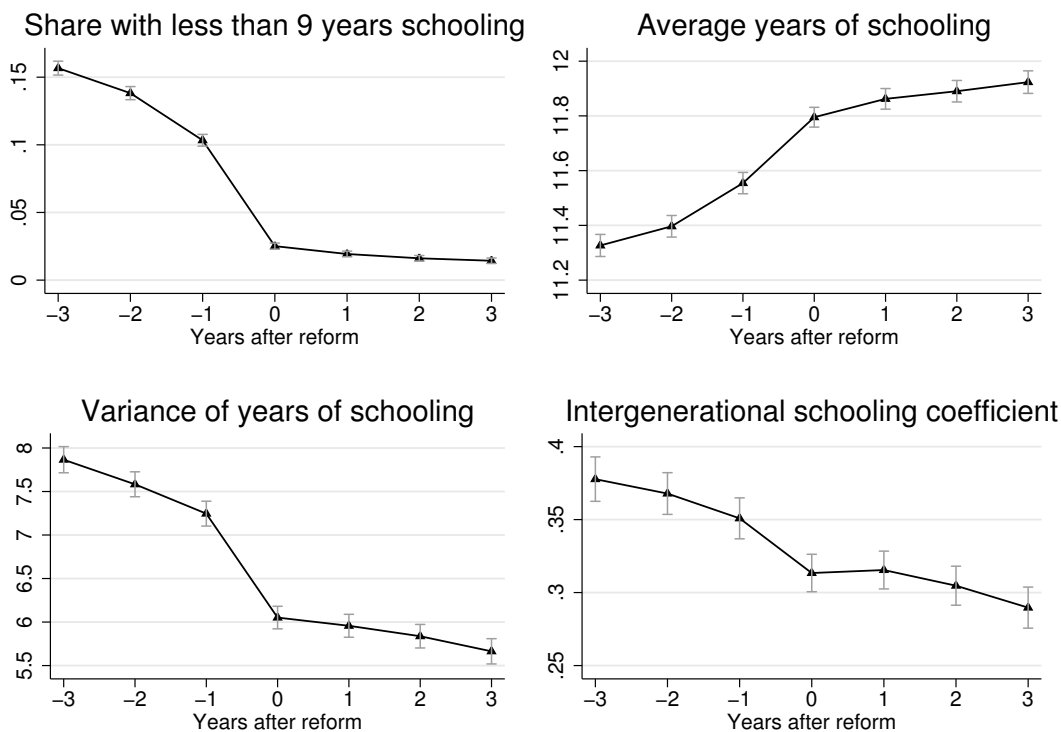 Share with less than 9 years schooling
.15
.1
.05
0
−3 −2 −1 0 1 2 3
Years after reform
Average years of schooling
12
11.8
11.6
11.4
11.2
−3 −2 −1 0 1 2 3
Years after reform
Variance of years of schooling
8
7.5
7
6.5
6
5.5
−3 −2 −1 0 1 2 3
Years after reform
Intergenerational schooling coefficient
.4
.35
.3
.25
−3 −2 −1 0 1 2 3
Years after reform